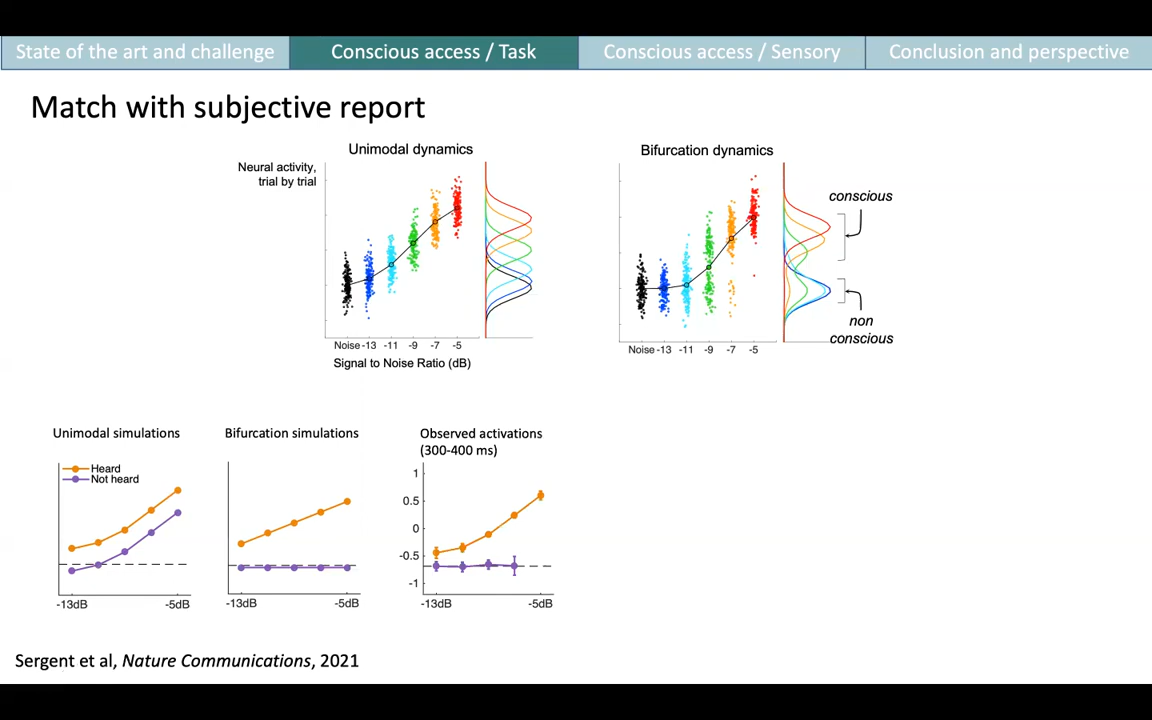 State of the art and challenge
Conscious access / Task
Conscious access / Sensory
Conclusion and perspective
Match with subjective report
Unimodal dynamics
Neural activity,
trial by trial
Noise -13 -11 -9 -7 -5
Signal to Noise Ratio (dB)
Bifurcation dynamics
conscious
non
conscious
Noise -13 -11 -9 -7 -5
Unimodal simulations
Heard
Not heard
-13dB -5dB
Bifurcation simulations
-13dB -5dB
Observed activations
(300-400 ms)
1
0.5
0
-0.5
-1
-13dB -5dB
Sergent et al, Nature Communications, 2021